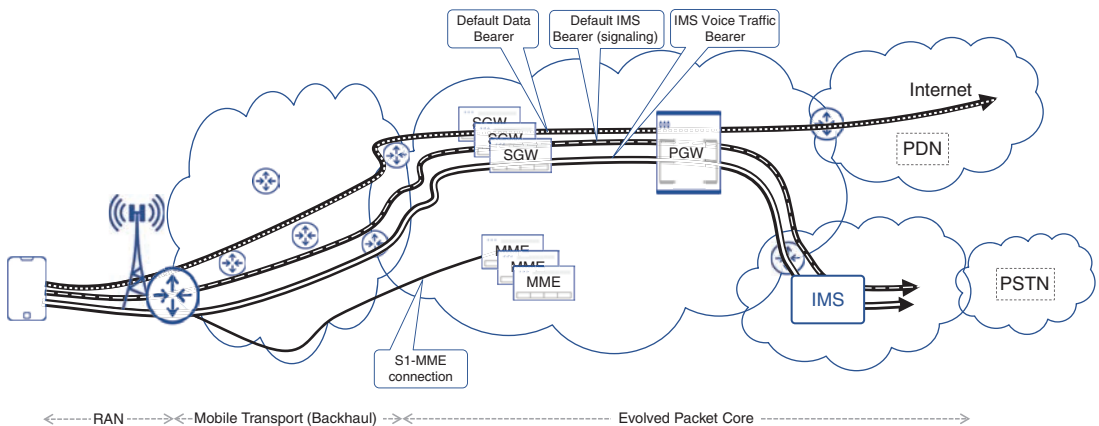 Default Data
Bearer
Default IMS
Bearer (signaling)
IMS Voice Traffic
Bearer
Internet
PDN
SGW
SGW
SGW
PGW
MME
MME
MME
IMS
PSTN
S1-MME
connection
RAN
Mobile Transport (Backhaul)
Evolved Packet Core